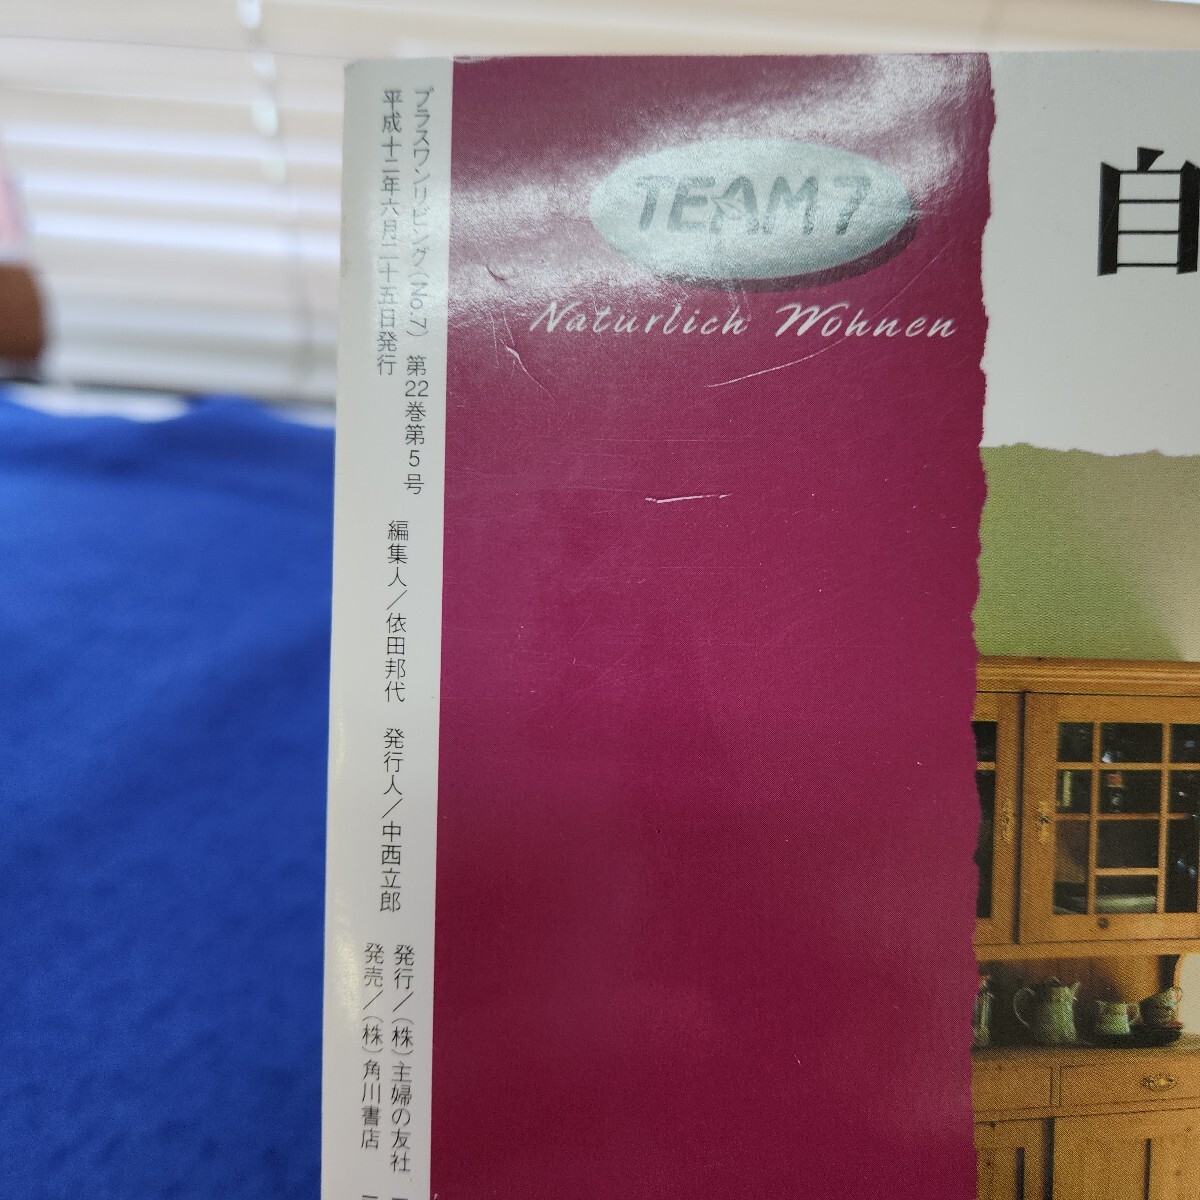 プラスワンリビング(No.7) 第22巻第5号 編集人/依田邦代 発行人/中西立郎 発行/(株)主婦の友社
平成十二年六月二十五日発行 発売/(株)角川書店
TEAM 7
Naturlich Wohnen
自